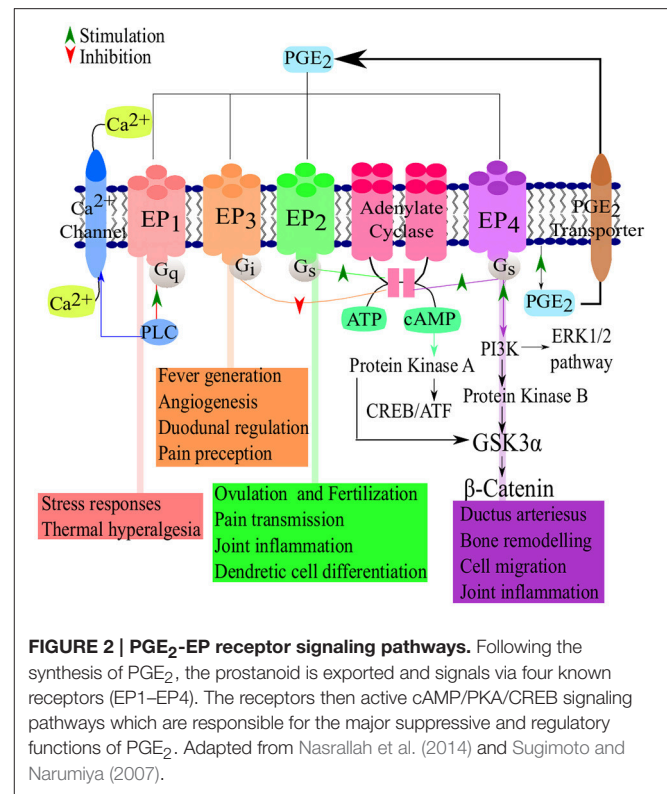 Stimulation
Inhibition
PGE₂
Ca²⁺
Ca²⁺
Channel
EP₁
EP₃
EP₂
Adenylate
Cyclase
EP₄
PGE₂
Transporter
Gq
Gi
Gs
Gs
Ca²⁺
PLC
ATP
cAMP
PGE₂
PI3K
ERK1/2
pathway
Protein Kinase A
Protein Kinase B
CREB/ATF
GSK3α
β-Catenin
Fever generation
Angiogenesis
Duodunal regulation
Pain preception
Stress responses
Thermal hyperalgesia
Ovulation and Fertilization
Pain transmission
Joint inflammation
Dendretic cell differentiation
Ductus arteriesus
Bone remodelling
Cell migration
Joint inflammation
FIGURE 2 | PGE₂-EP receptor signaling pathways. Following the
synthesis of PGE₂, the prostanoid is exported and signals via four known
receptors (EP1–EP4). The receptors then active cAMP/PKA/CREB signaling
pathways which are responsible for the major suppressive and regulatory
functions of PGE₂. Adapted from Nasrallah et al. (2014) and Sugimoto and
Narumiya (2007).